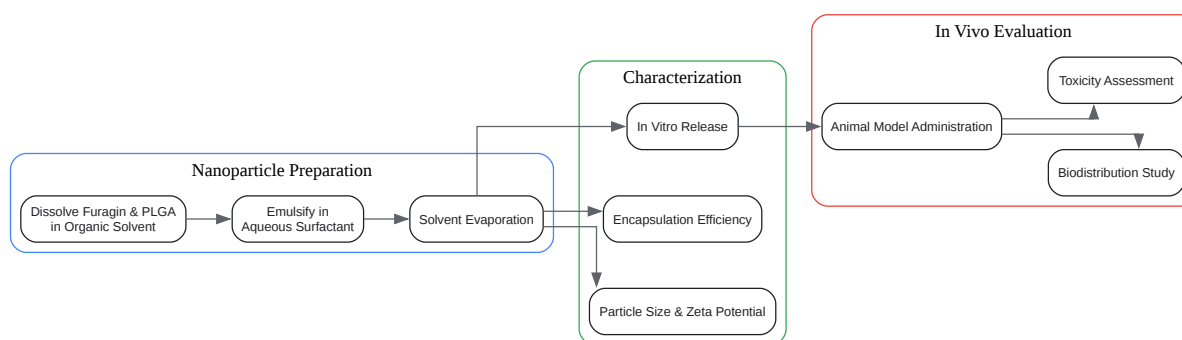 Nanoparticle Preparation
Dissolve Furagin & PLGA
in Organic Solvent
Emulsify in
Aqueous Surfactant
Solvent Evaporation
Characterization
In Vitro Release
Encapsulation Efficiency
Particle Size & Zeta Potential
In Vivo Evaluation
Animal Model Administration
Toxicity Assessment
Biodistribution Study